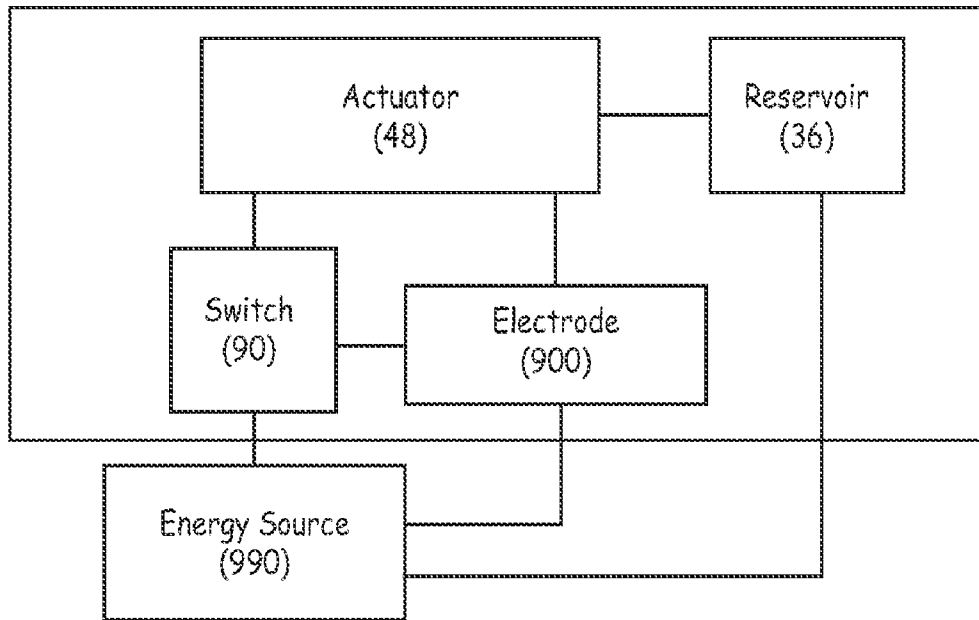 Actuator
(48)
Reservoir
(36)
Switch
(90)
Electrode
(900)
Energy Source
(990)